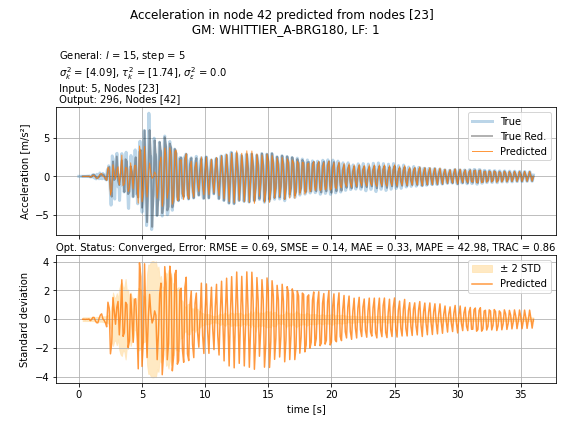 Acceleration in node 42 predicted from nodes [23]
GM: WHITTIER_A-BRG180, LF: 1
General: l = 15, step = 5
σ²ₖ = [4.09], τ²ₖ = [1.74], σ²ε = 0.0
Input: 5, Nodes [23]
Output: 296, Nodes [42]
Acceleration [m/s²]
5
0
−5
True
True Red.
Predicted
Opt. Status: Converged, Error: RMSE = 0.69, SMSE = 0.14, MAE = 0.33, MAPE = 42.98, TRAC = 0.86
Standard deviation
4
2
0
−2
−4
± 2 STD
Predicted
0 5 10 15 20 25 30 35
time [s]